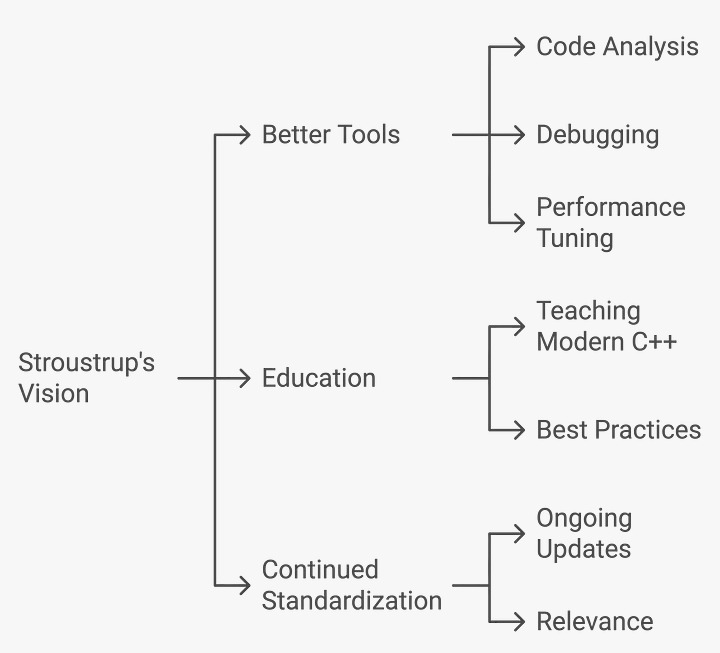 Stroustrup's
Vision
Better Tools
Code Analysis
Debugging
Performance
Tuning
Education
Teaching
Modern C++
Best Practices
Continued
Standardization
Ongoing
Updates
Relevance